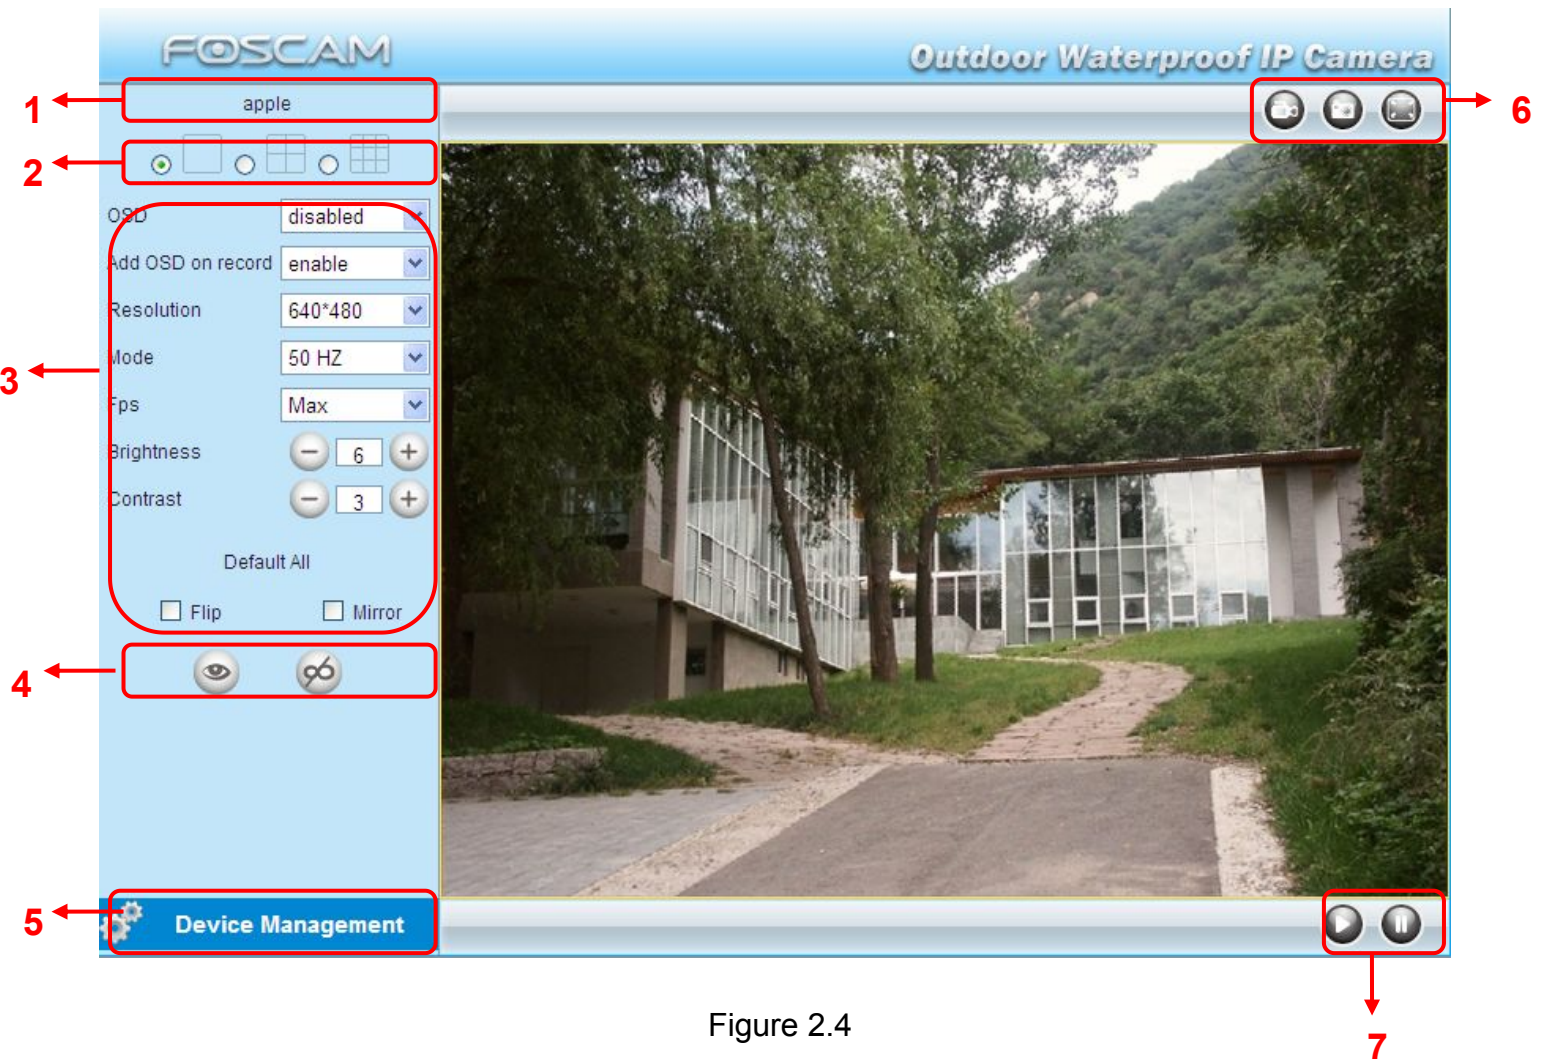 FOSCAM
Outdoor Waterproof IP Camera
1
apple
6
2
OSD disabled
Add OSD on record enable
Resolution 640*480
Mode 50 HZ
3
Fps Max
Brightness 6
Contrast 3
Default All
Flip Mirror
4
5
Device Management
Figure 2.4
7